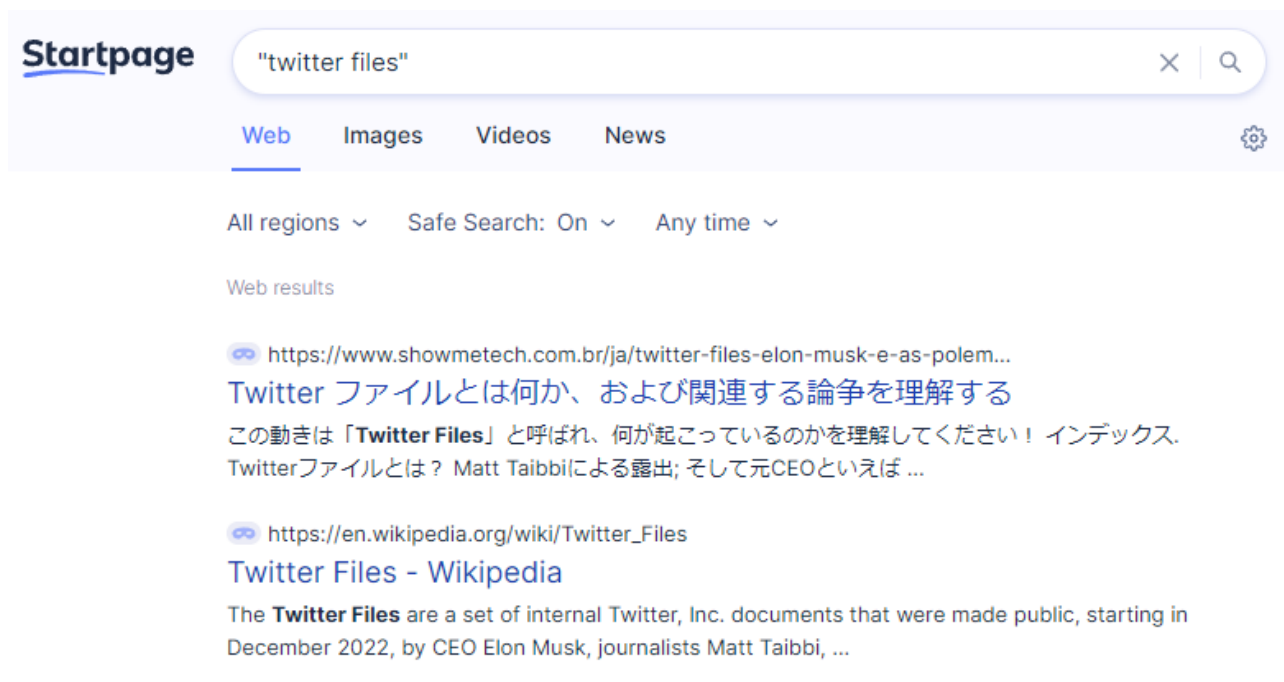 Startpage
"twitter files"
Web Images Videos News
All regions Safe Search: On Any time
Web results
https://www.showmetech.com.br/ja/twitter-files-elon-musk-e-as-polem...
Twitter ファイルとは何か、および関連する論争を理解する
この動きは「Twitter Files」と呼ばれ、何が起こっているのかを理解してください！ インデックス.
Twitterファイルとは？ Matt Taibbiによる露出; そして元CEOといえば ...
https://en.wikipedia.org/wiki/Twitter_Files
Twitter Files - Wikipedia
The Twitter Files are a set of internal Twitter, Inc. documents that were made public, starting in
December 2022, by CEO Elon Musk, journalists Matt Taibbi, ...